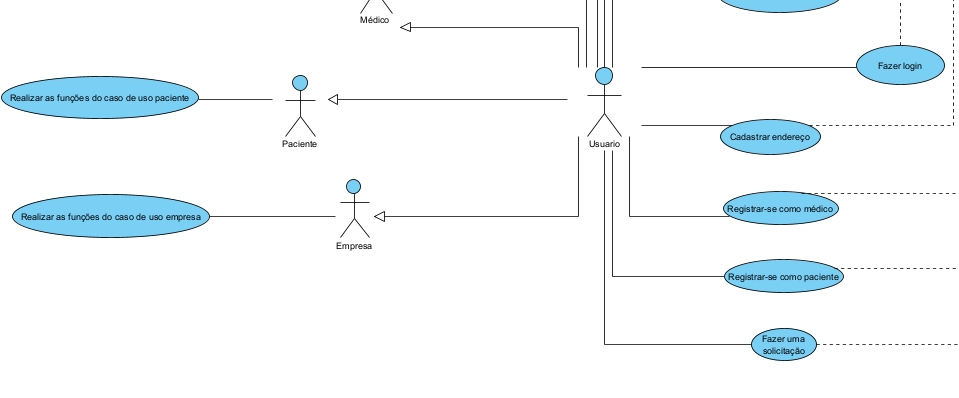 Médico
Fazer login
Realizar as funções do caso de uso paciente
Paciente
Usuario
Cadastrar endereço
Registrar-se como médico
Realizar as funções do caso de uso empresa
Empresa
Registrar-se como paciente
Fazer uma
solicitação